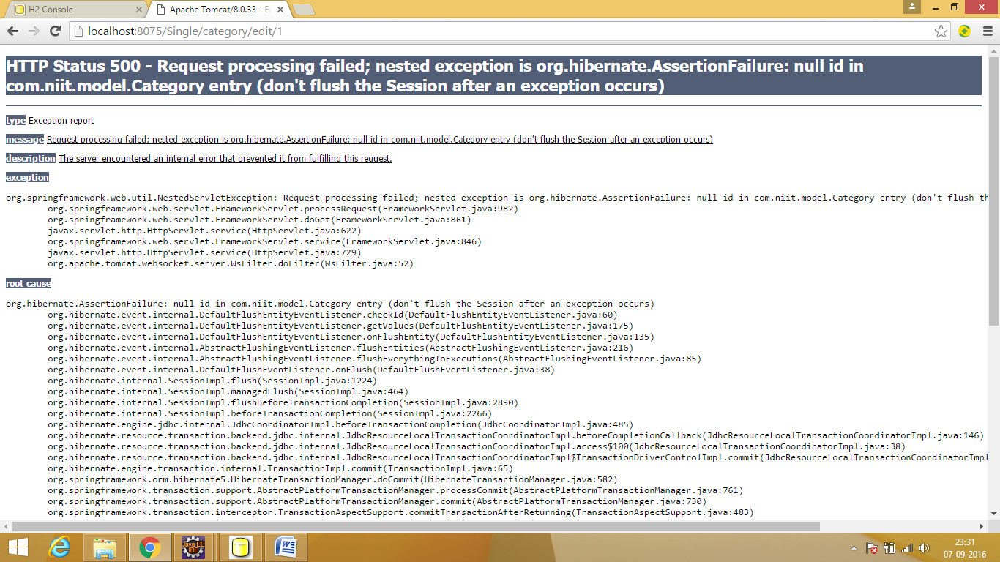 H2 Console
Apache Tomcat/8.0.33 - E
localhost:8075/Single/category/edit/1
HTTP Status 500 - Request processing failed; nested exception is org.hibernate.AssertionFailure: null id in
com.niit.model.Category entry (don't flush the Session after an exception occurs)
type Exception report
message Request processing failed; nested exception is org.hibernate.AssertionFailure: null id in com.niit.model.Category entry (don't flush the Session after an exception occurs)
description The server encountered an internal error that prevented it from fulfilling this request.
exception
org.springframework.web.util.NestedServletException: Request processing failed; nested exception is org.hibernate.AssertionFailure: null id in com.niit.model.Category entry (don't flush th
org.springframework.web.servlet.FrameworkServlet.processRequest(FrameworkServlet.java:982)
org.springframework.web.servlet.FrameworkServlet.doGet(FrameworkServlet.java:861)
javax.servlet.http.HttpServlet.service(HttpServlet.java:622)
org.springframework.web.servlet.FrameworkServlet.service(FrameworkServlet.java:846)
javax.servlet.http.HttpServlet.service(HttpServlet.java:729)
org.apache.tomcat.websocket.server.WsFilter.doFilter(WsFilter.java:52)
root cause
org.hibernate.AssertionFailure: null id in com.niit.model.Category entry (don't flush the Session after an exception occurs)
org.hibernate.event.internal.DefaultFlushEntityEventListener.checkId(DefaultFlushEntityEventListener.java:60)
org.hibernate.event.internal.DefaultFlushEntityEventListener.getValues(DefaultFlushEntityEventListener.java:175)
org.hibernate.event.internal.DefaultFlushEntityEventListener.onFlushEntity(DefaultFlushEntityEventListener.java:135)
org.hibernate.event.internal.AbstractFlushingEventListener.flushEntities(AbstractFlushingEventListener.java:216)
org.hibernate.event.internal.AbstractFlushingEventListener.flushEverythingToExecutions(AbstractFlushingEventListener.java:85)
org.hibernate.event.internal.DefaultFlushEventListener.onFlush(DefaultFlushEventListener.java:38)
org.hibernate.internal.SessionImpl.flush(SessionImpl.java:1224)
org.hibernate.internal.SessionImpl.managedFlush(SessionImpl.java:464)
org.hibernate.internal.SessionImpl.flushBeforeTransactionCompletion(SessionImpl.java:2890)
org.hibernate.internal.SessionImpl.beforeTransactionCompletion(SessionImpl.java:2266)
org.hibernate.engine.jdbc.internal.JdbcCoordinatorImpl.beforeTransactionCompletion(JdbcCoordinatorImpl.java:485)
org.hibernate.resource.transaction.backend.jdbc.internal.JdbcResourceLocalTransactionCoordinatorImpl.beforeCompletionCallback(JdbcResourceLocalTransactionCoordinatorImpl.java:146)
org.hibernate.resource.transaction.backend.jdbc.internal.JdbcResourceLocalTransactionCoordinatorImpl.access$100(JdbcResourceLocalTransactionCoordinatorImpl.java:38)
org.hibernate.resource.transaction.backend.jdbc.internal.JdbcResourceLocalTransactionCoordinatorImpl$TransactionDriverControlImpl.commit(JdbcResourceLocalTransactionCoordinatorImpl
org.hibernate.engine.transaction.internal.TransactionImpl.commit(TransactionImpl.java:65)
org.springframework.orm.hibernate5.HibernateTransactionManager.doCommit(HibernateTransactionManager.java:582)
org.springframework.transaction.support.AbstractPlatformTransactionManager.processCommit(AbstractPlatformTransactionManager.java:761)
org.springframework.transaction.support.AbstractPlatformTransactionManager.commit(AbstractPlatformTransactionManager.java:730)
org.springframework.transaction.interceptor.TransactionAspectSupport.commitTransactionAfterReturning(TransactionAspectSupport.java:483)
Java EE
IDE
23:31
07-09-2016